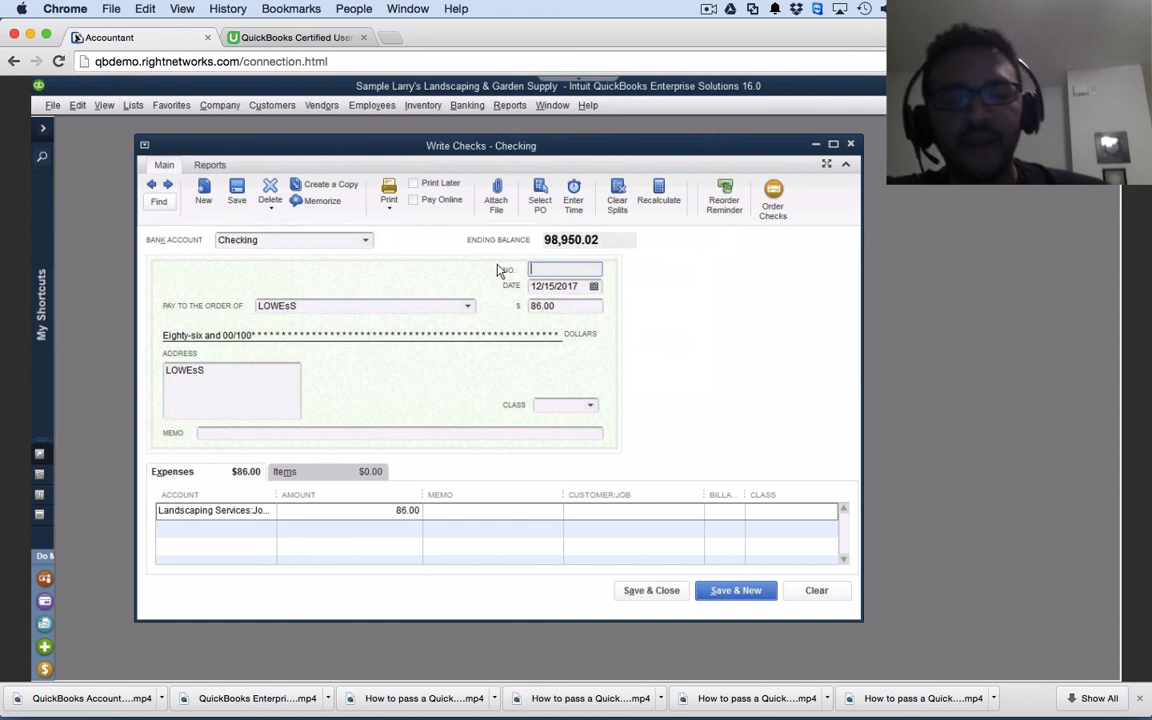 Chrome File Edit View History Bookmarks People Window Help
Accountant × QuickBooks Certified User ×
qbdemo.rightnetworks.com/connection.html
Sample Larry's Landscaping & Garden Supply - Intuit QuickBooks Enterprise Solutions 16.0
File Edit View Lists Favorites Company Customers Vendors Employees Inventory Banking Reports Window Help
Write Checks - Checking
Main Reports
Find New Save Delete Create a Copy Memorize Print Print Later Pay Online Attach File Select PO Enter Time Clear Splits Recalculate Reorder Reminder Order Checks
BANK ACCOUNT Checking ENDING BALANCE 98,950.02
NO.
DATE 12/15/2017
PAY TO THE ORDER OF LOWEsS $ 86.00
Eighty-six and 00/100* * * * * * * * * * * * * * * * * * * * * * * * * * * * * * * * * * * * * * * * * * * * * * * * * * * DOLLARS
ADDRESS
LOWEsS
CLASS
MEMO
Expenses $86.00 Items $0.00
ACCOUNT AMOUNT MEMO CUSTOMER:JOB BILLA... CLASS
Landscaping Services:Jo... 86.00
Save & Close Save & New Clear
My Shortcuts
Do M
QuickBooks Account....mp4 QuickBooks Enterpri....mp4 How to pass a Quick....mp4 How to pass a Quick....mp4 How to pass a Quick....mp4 How to pass a Quick....mp4 Show All ×